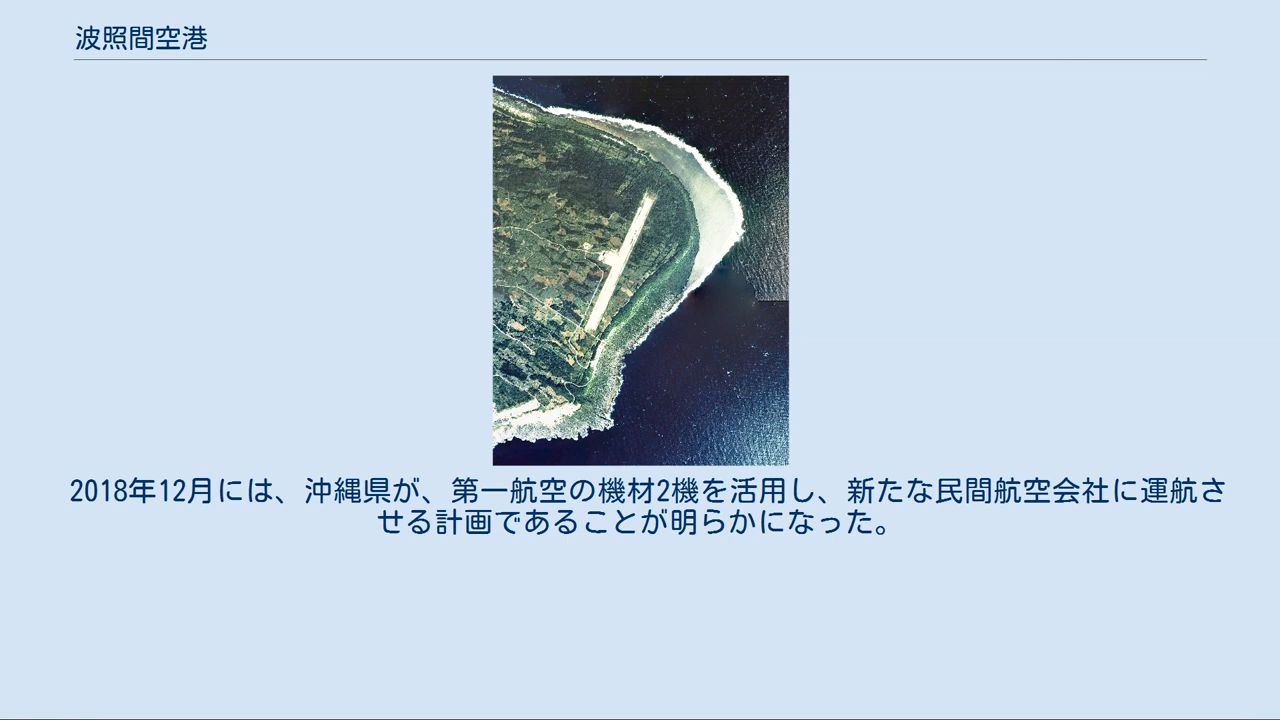 波照間空港
2018年12月には、沖縄県が、第一航空の機材2機を活用し、新たな民間航空会社に運航さ
せる計画であることが明らかになった。